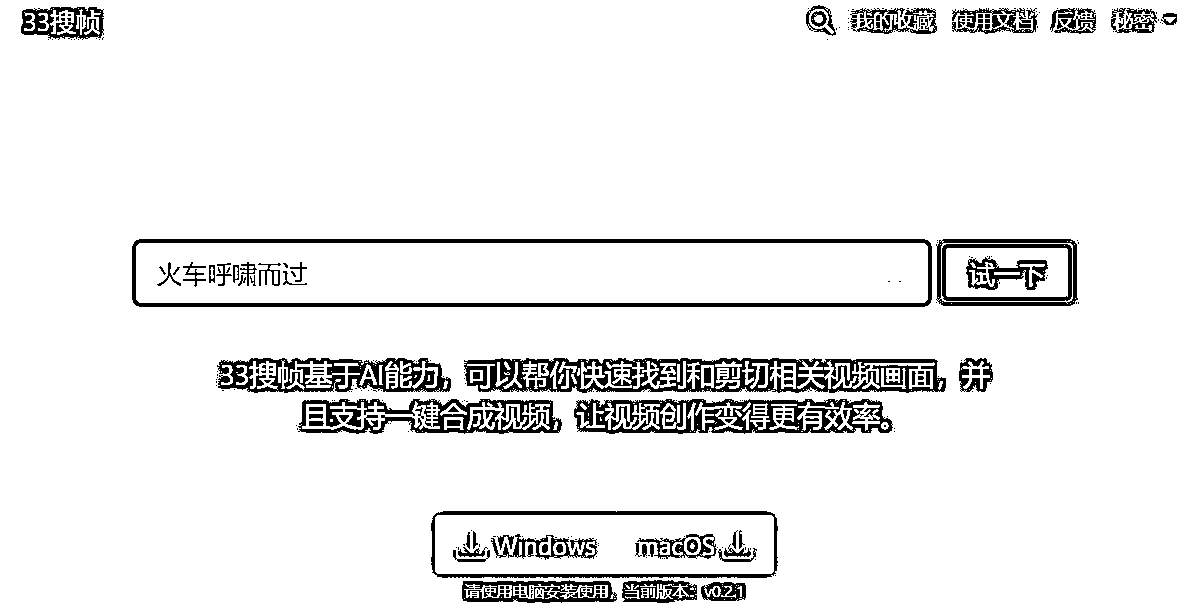 33搜帧
我的收藏 使用文档 反馈 秘密
火车呼啸而过
试一下
33搜帧基于AI能力，可以帮你快速找到和剪切相关视频画面，并
且支持一键合成视频，让视频创作变得更有效率。
Windows macOS
请使用电脑安装使用，当前版本：v0.2.1